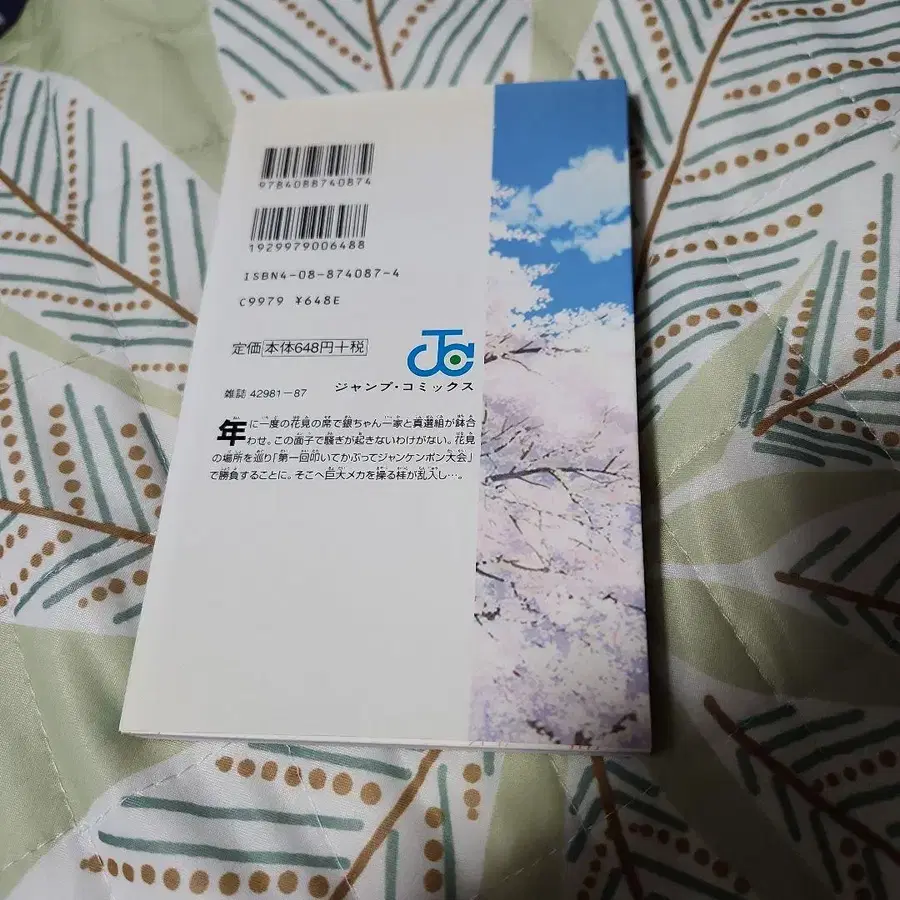 9784088740874
1929979006488
ISBN4-08-874087-4
C9979 ¥648E
定価 本体648円+税
ジャンプ・コミックス
雑誌 42981-87
年に一度の花見の席で銀ちゃん一家と真選組が鉢合
わせ。この面子で騒ぎが起きないわけがない。花見
の場所を巡り「第一回叩いてかぶってジャンケンポン大会」
で勝負することに。そこへ巨大メカを操る桂が乱入し…。